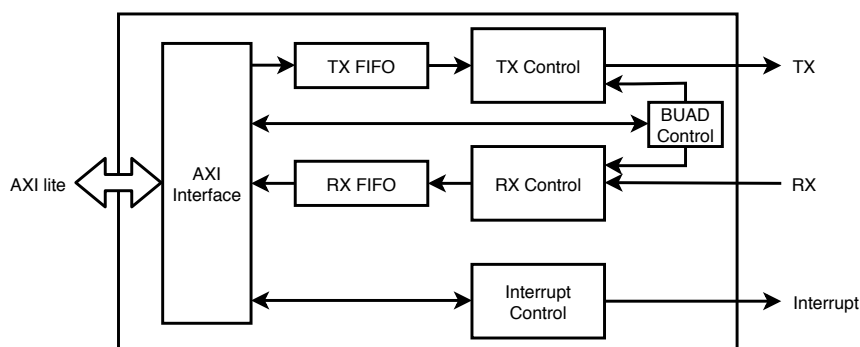 TX FIFO
TX Control
TX
BUAD
Control
AXI lite
AXI
Interface
RX FIFO
RX Control
RX
Interrupt
Control
Interrupt